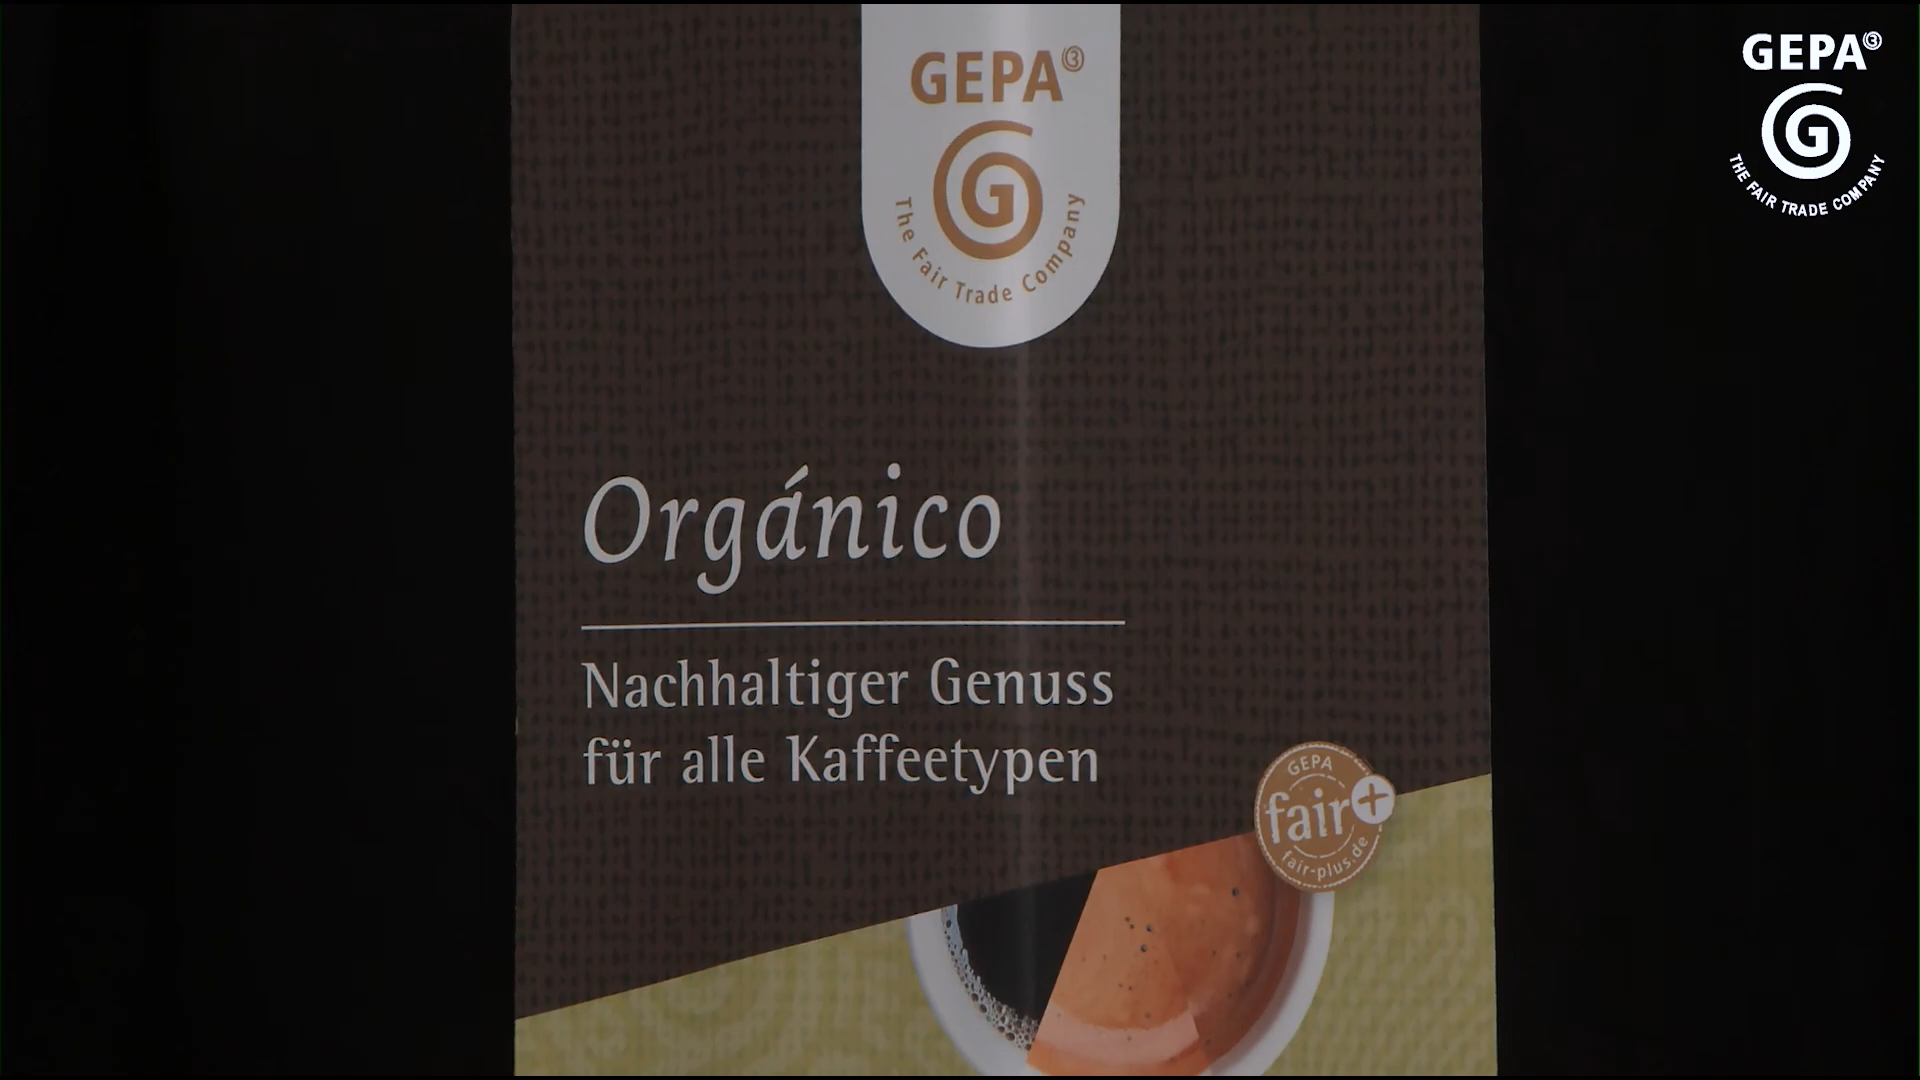 GEPA
G
The Fair Trade Company
GEPA
G
THE FAIR TRADE COMPANY
Orgánico
Nachhaltiger Genuss
für alle Kaffeetypen
GEPA
fair+
fair-plus.de